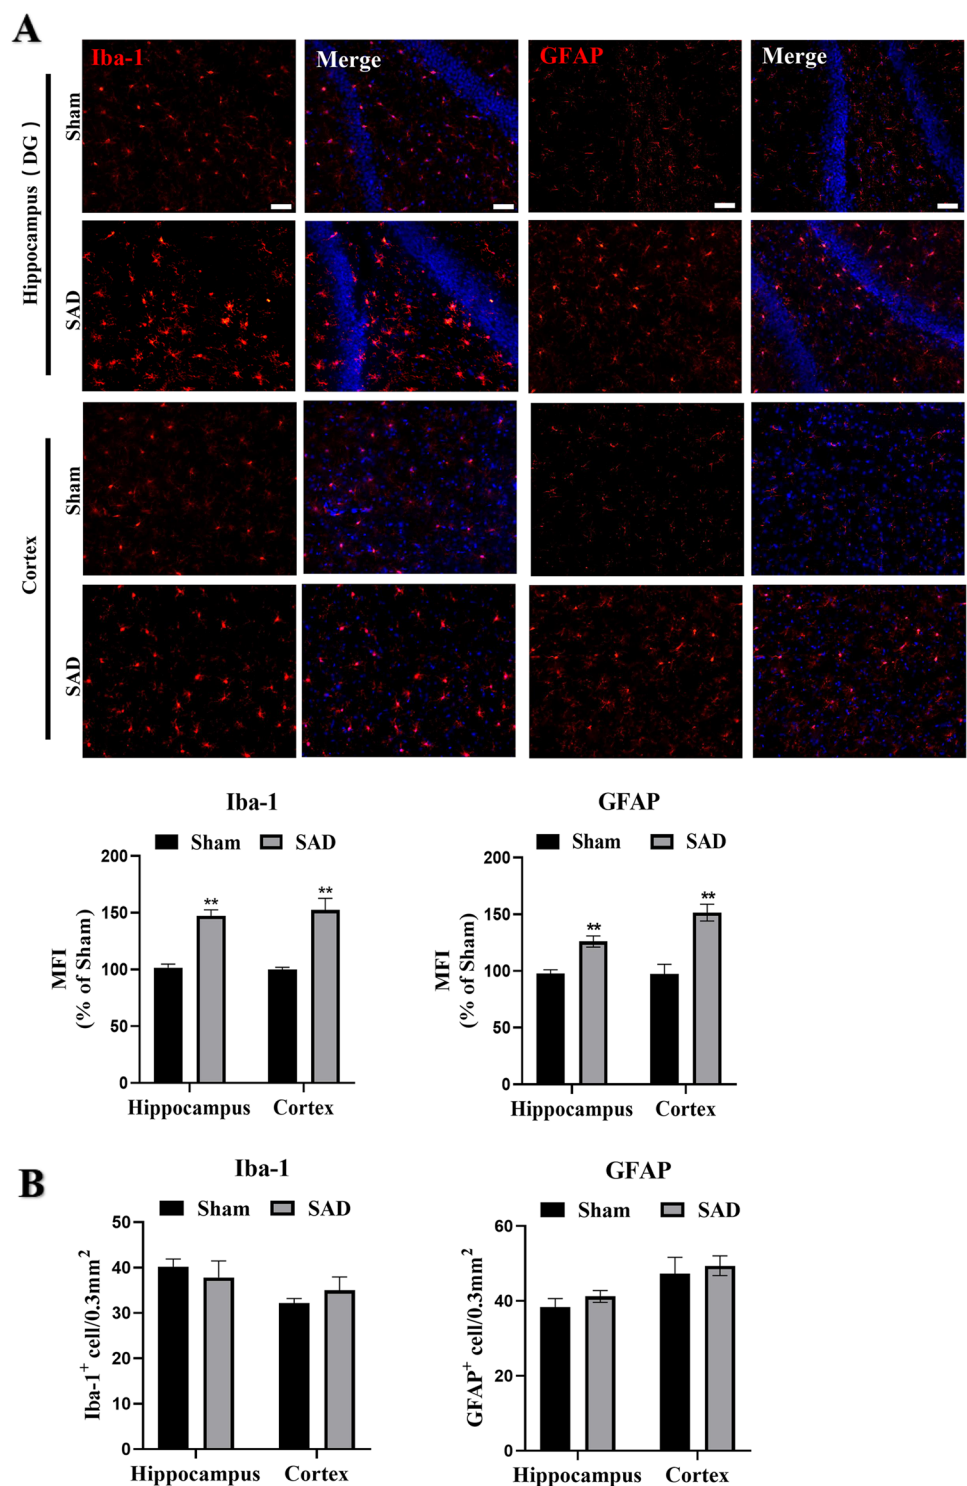 A
Iba-1
Merge
GFAP
Merge
Hippocampus ( DG )
Sham
SAD
Cortex
Sham
SAD
Iba-1
Sham
SAD
MFI
(% of Sham)
200
150
100
50
0
**
**
Hippocampus
Cortex
GFAP
Sham
SAD
MFI
(% of Sham)
200
150
100
50
0
**
**
Hippocampus
Cortex
B
Iba-1
Sham
SAD
Iba-1⁺ cell/0.3mm²
50
40
30
20
10
0
Hippocampus
Cortex
GFAP
Sham
SAD
GFAP⁺ cell/0.3mm²
60
40
20
0
Hippocampus
Cortex